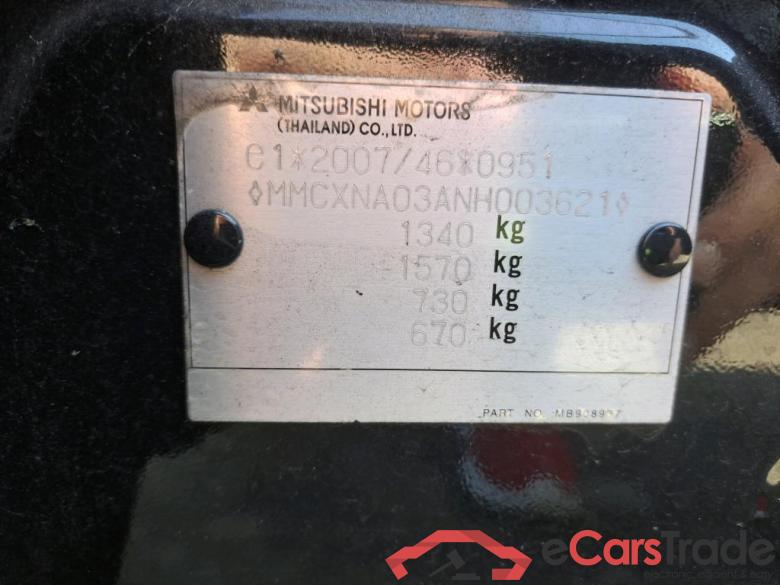 MITSUBISHI MOTORS
(THAILAND) CO.,LTD.
e1*2007/46*0951
◊MMCXNA03ANH003621◊
1340 kg
1570 kg
730 kg
670 kg
PART NO.
eCarsTrade